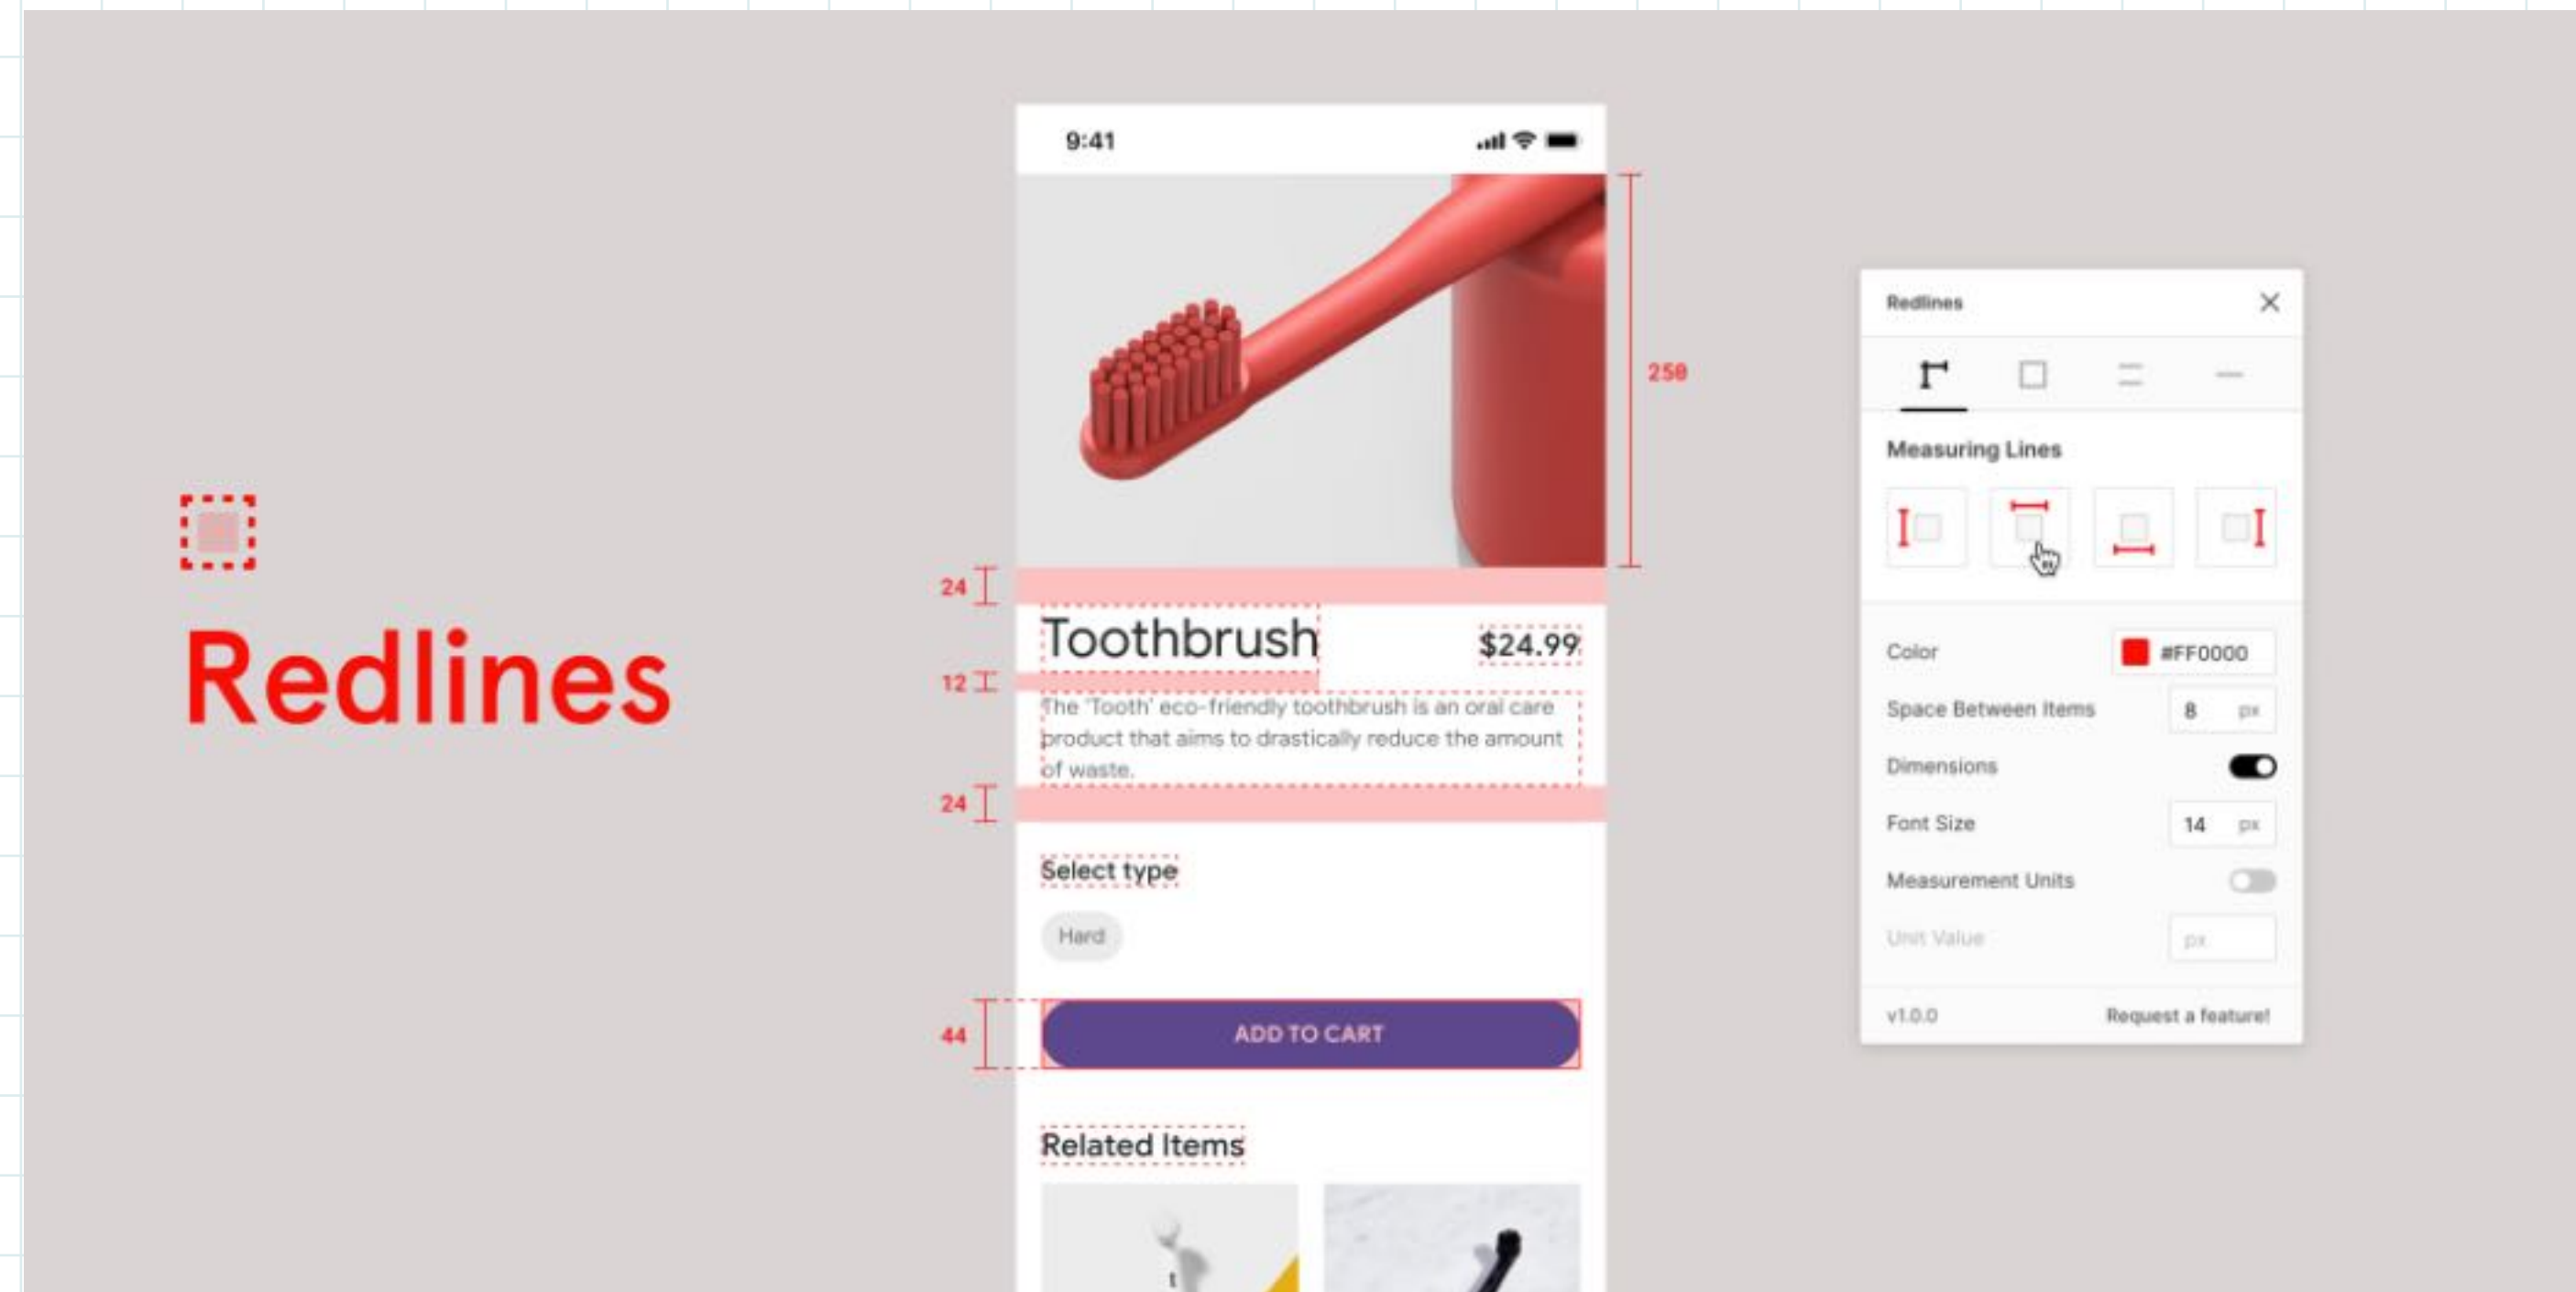 Redlines
9:41
250
24
Toothbrush
$24.99
12
The 'Tooth' eco-friendly toothbrush is an oral care
product that aims to drastically reduce the amount
of waste.
24
Select type
Hard
44
ADD TO CART
Related Items
t
Redlines
Measuring Lines
Color
#FF0000
Space Between Items
8 px
Dimensions
Font Size
14 px
Measurement Units
Unit Value
px
v1.0.0
Request a feature!